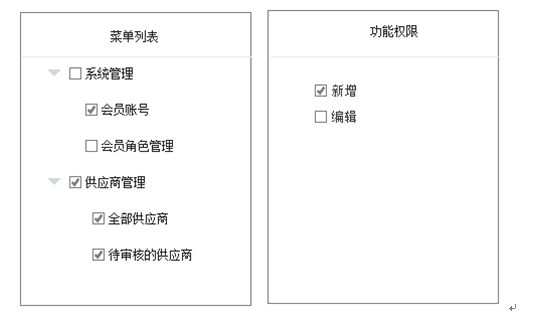 菜单列表
系统管理
会员账号
会员角色管理
供应商管理
全部供应商
待审核的供应商
功能权限
新增
编辑